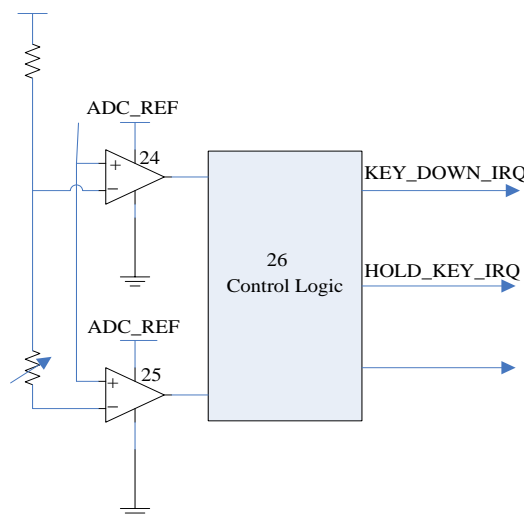 ADC_REF
+
24
−
KEY_DOWN_IRQ
26
Control Logic
HOLD_KEY_IRQ
ADC_REF
+
25
−